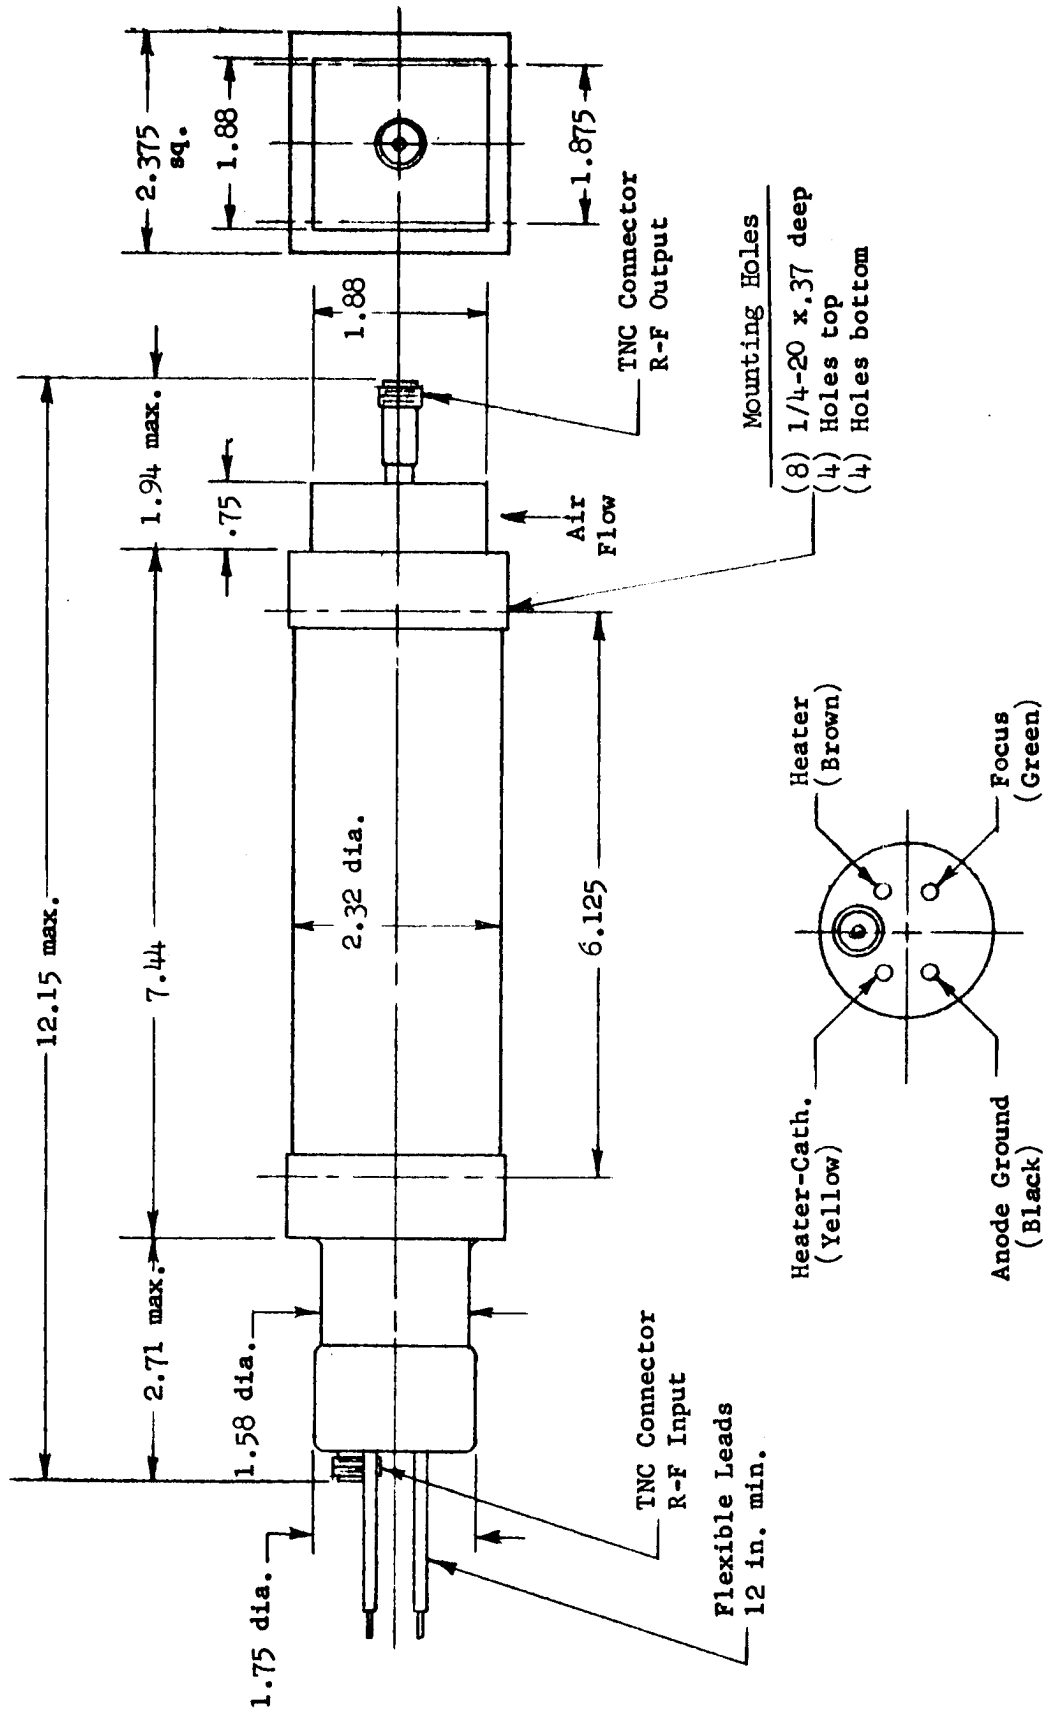 12.15 max.
2.71 max.
7.44
1.94 max.
.75
2.375
sq.
1.88
1.75 dia.
1.58 dia.
2.32 dia.
1.88
1.875
6.125
Air
Flow
TNC Connector
R-F Output
TNC Connector
R-F Input
Flexible Leads
12 in. min.
Mounting Holes
(8) 1/4-20 x.37 deep
(4) Holes top
(4) Holes bottom
Heater-Cath.
(Yellow)
Heater
(Brown)
Anode Ground
(Black)
Focus
(Green)